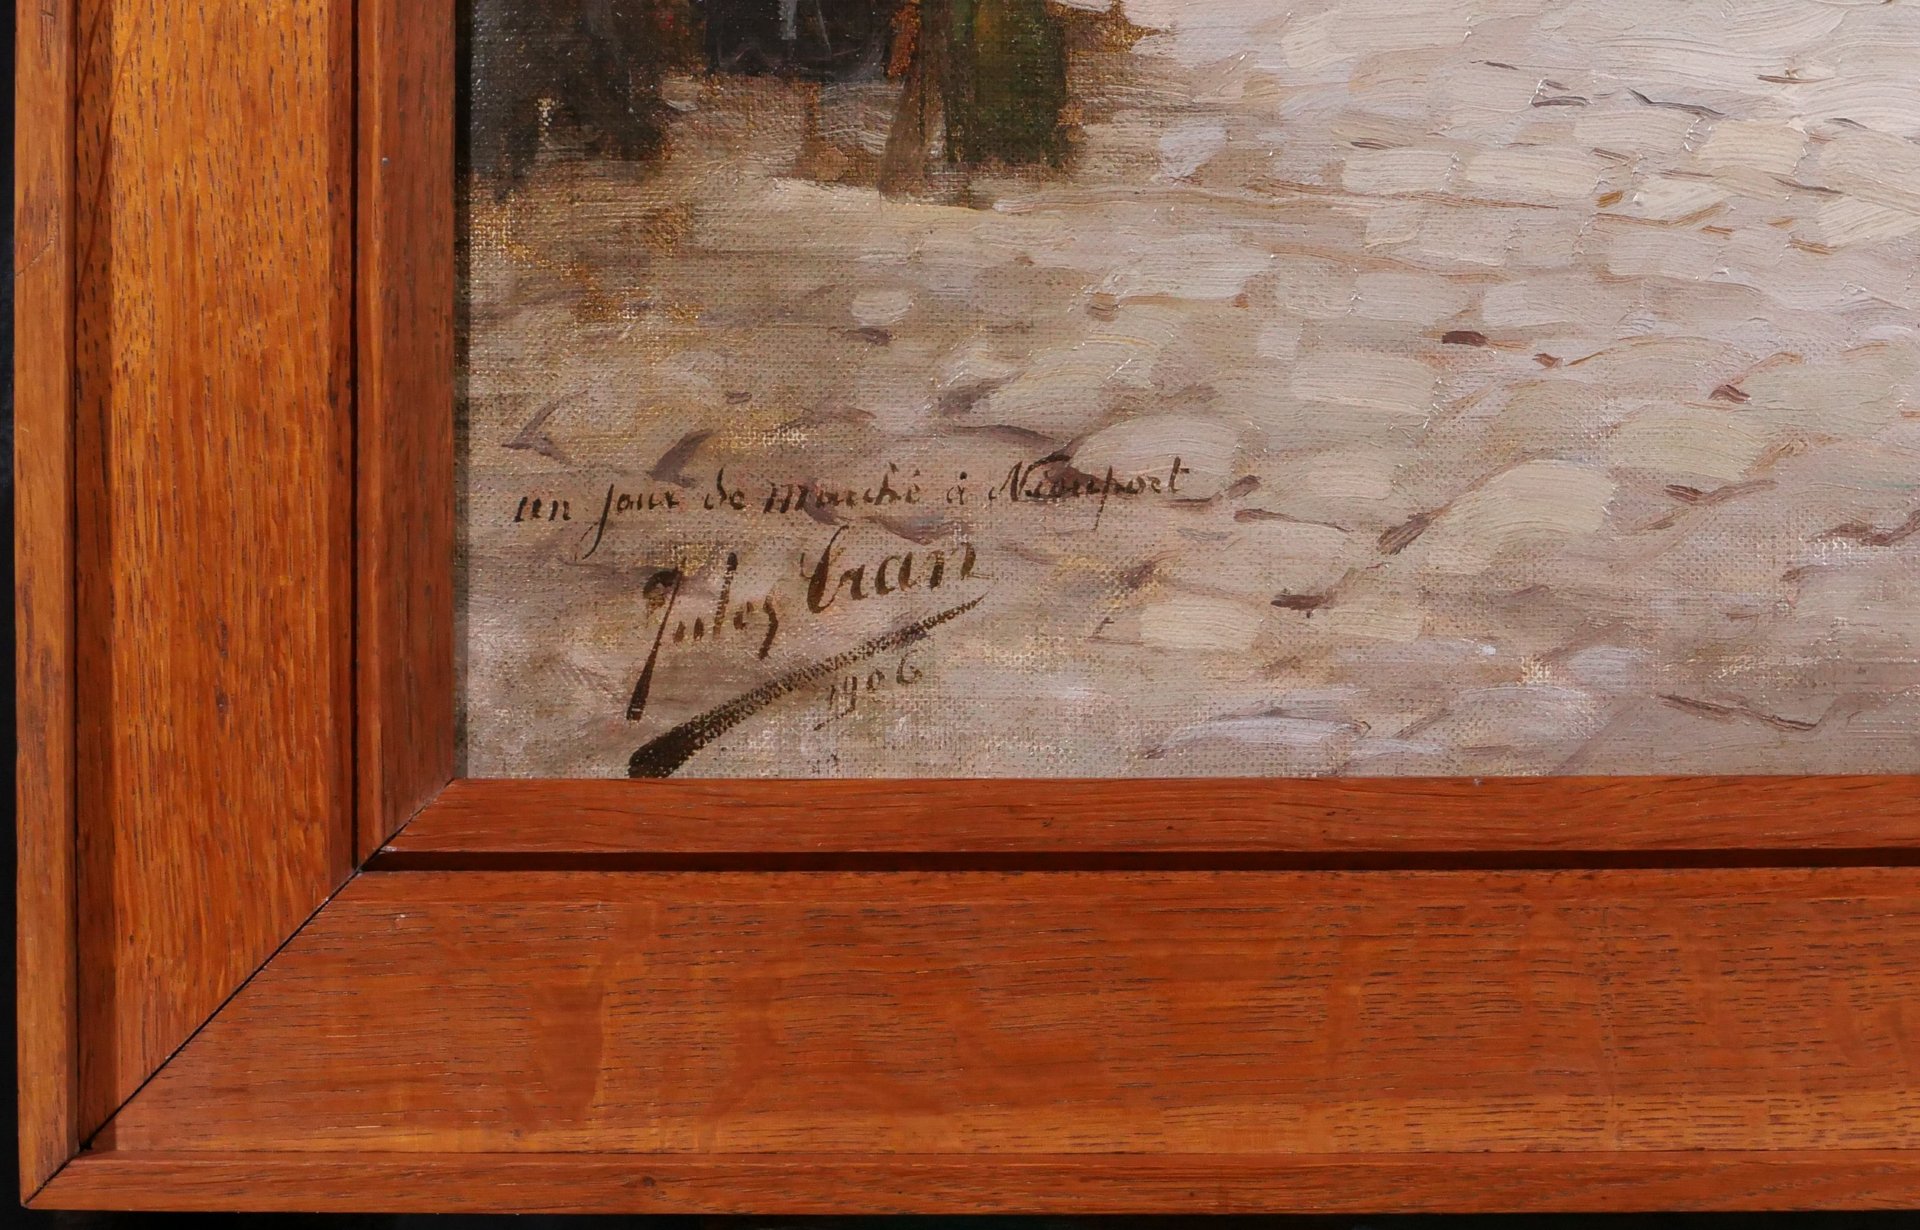 un jour de marché à Nieuport
Jules Cran
1906